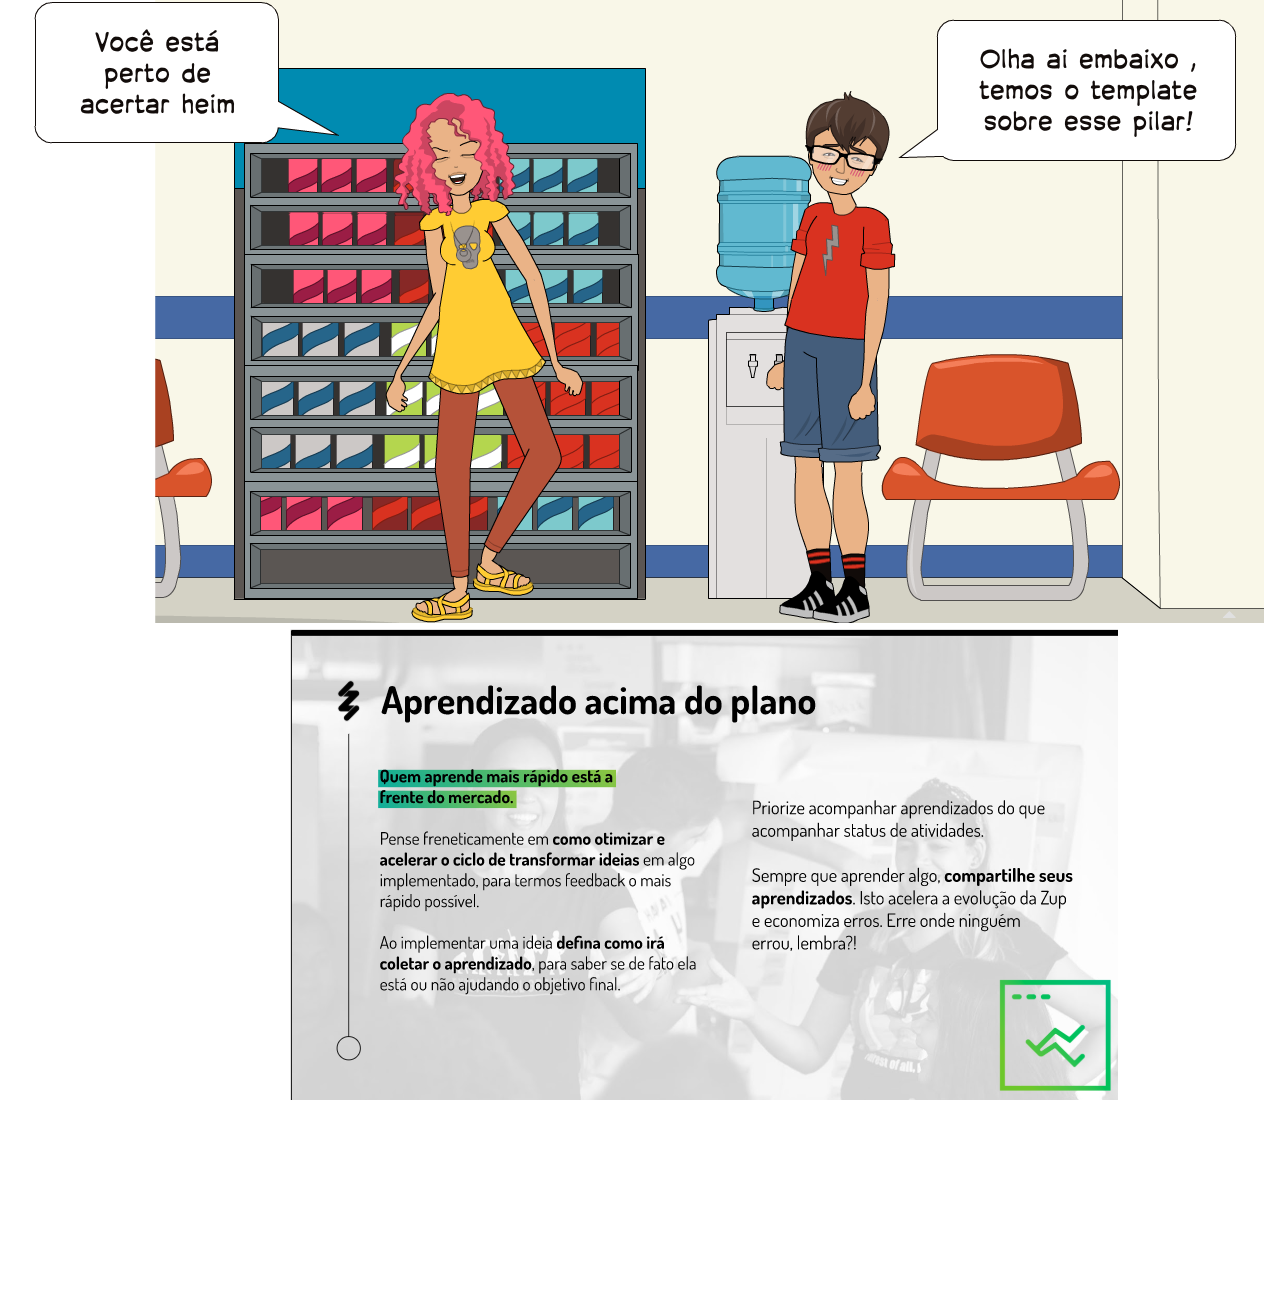 Você está
perto de
acertar heim
Olha ai embaixo ,
temos o template
sobre esse pilar!
Aprendizado acima do plano
Quem aprende mais rápido está a
frente do mercado.
Pense freneticamente em como otimizar e
acelerar o ciclo de transformar ideias em algo
implementado, para termos feedback o mais
rápido possível.
Ao implementar uma ideia defina como irá
coletar o aprendizado, para saber se de fato ela
está ou não ajudando o objetivo final.
Priorize acompanhar aprendizados do que
acompanhar status de atividades.
Sempre que aprender algo, compartilhe seus
aprendizados. Isto acelera a evolução da Zup
e economiza erros. Erre onde ninguém
errou, lembra?!